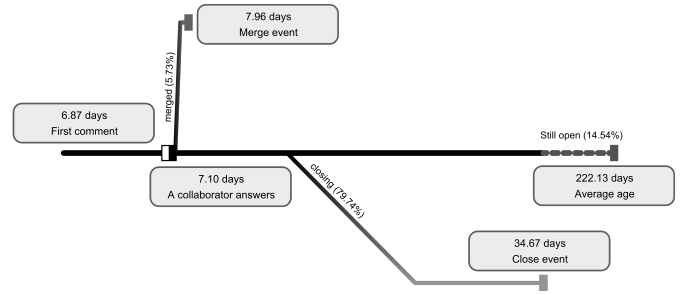 7.96 days
Merge event
merged (5.73%)
6.87 days
First comment
Still open (14.54%)
7.10 days
A collaborator answers
closing (79.74%)
222.13 days
Average age
34.67 days
Close event